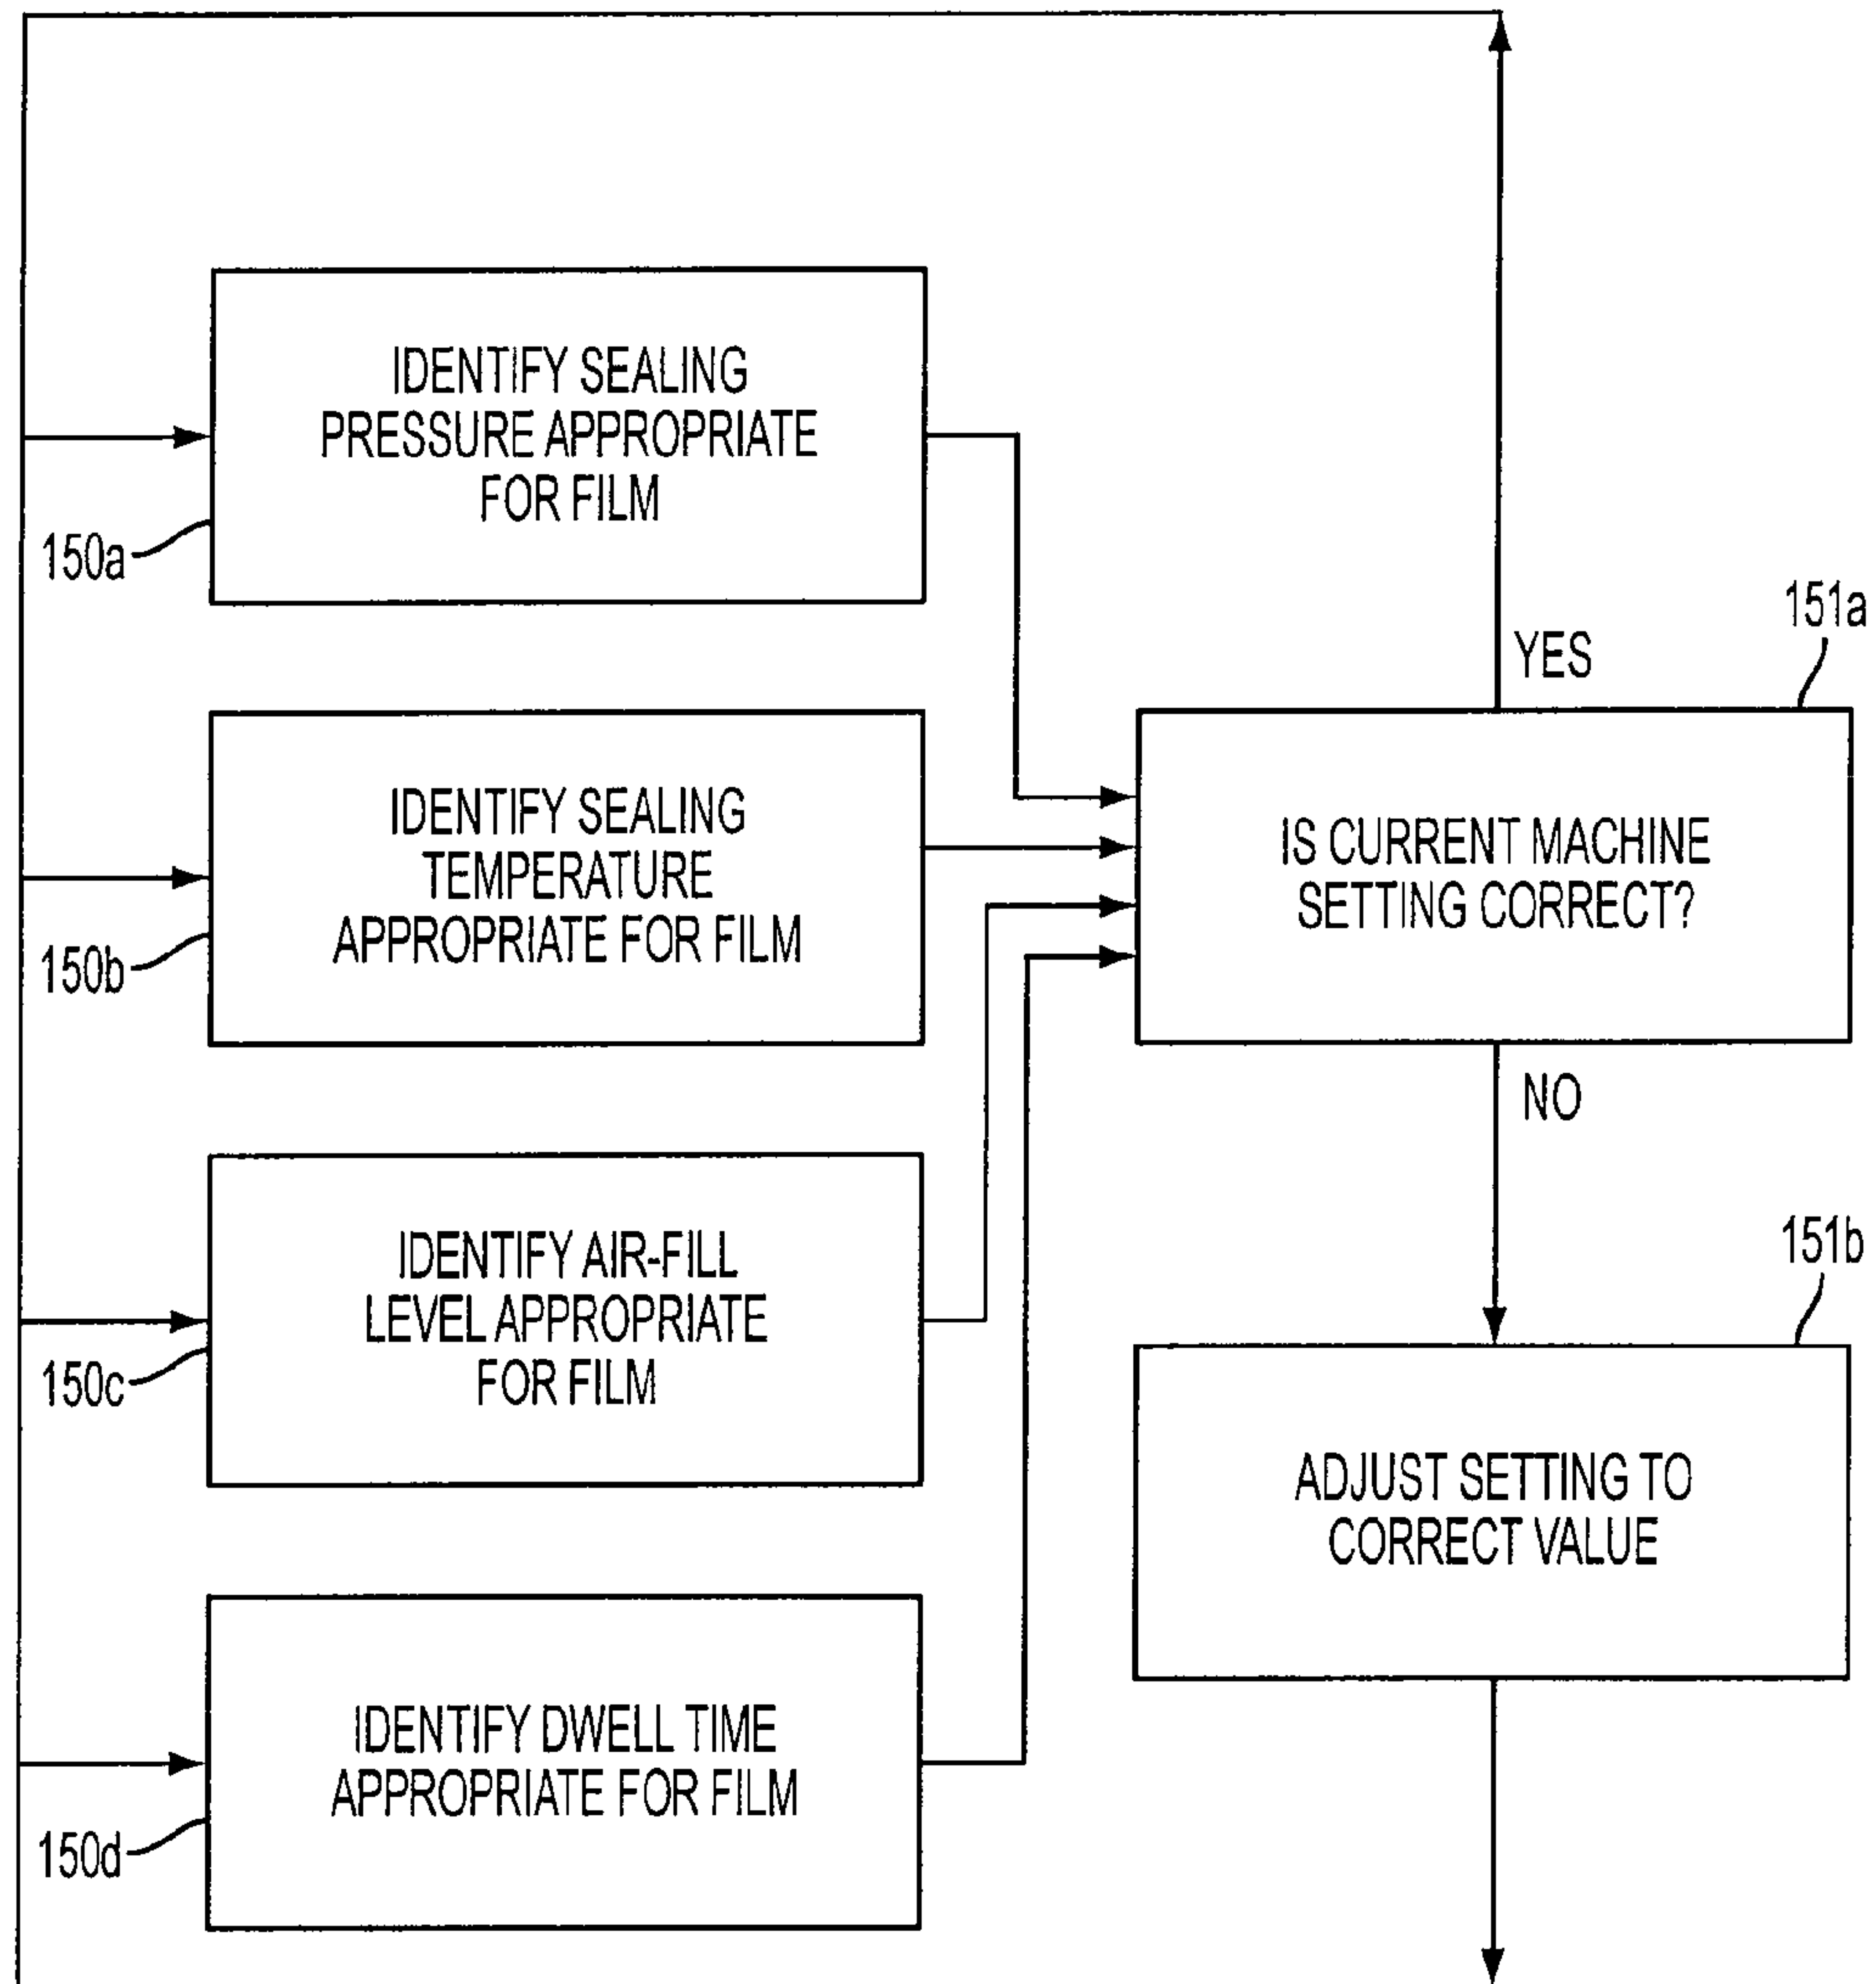 IDENTIFY SEALING
PRESSURE APPROPRIATE
FOR FILM
150a
IDENTIFY SEALING
TEMPERATURE
APPROPRIATE FOR FILM
150b
IDENTIFY AIR-FILL
LEVEL APPROPRIATE
FOR FILM
150c
IDENTIFY DWELL TIME
APPROPRIATE FOR FILM
150d
YES
151a
IS CURRENT MACHINE
SETTING CORRECT?
NO
151b
ADJUST SETTING TO
CORRECT VALUE